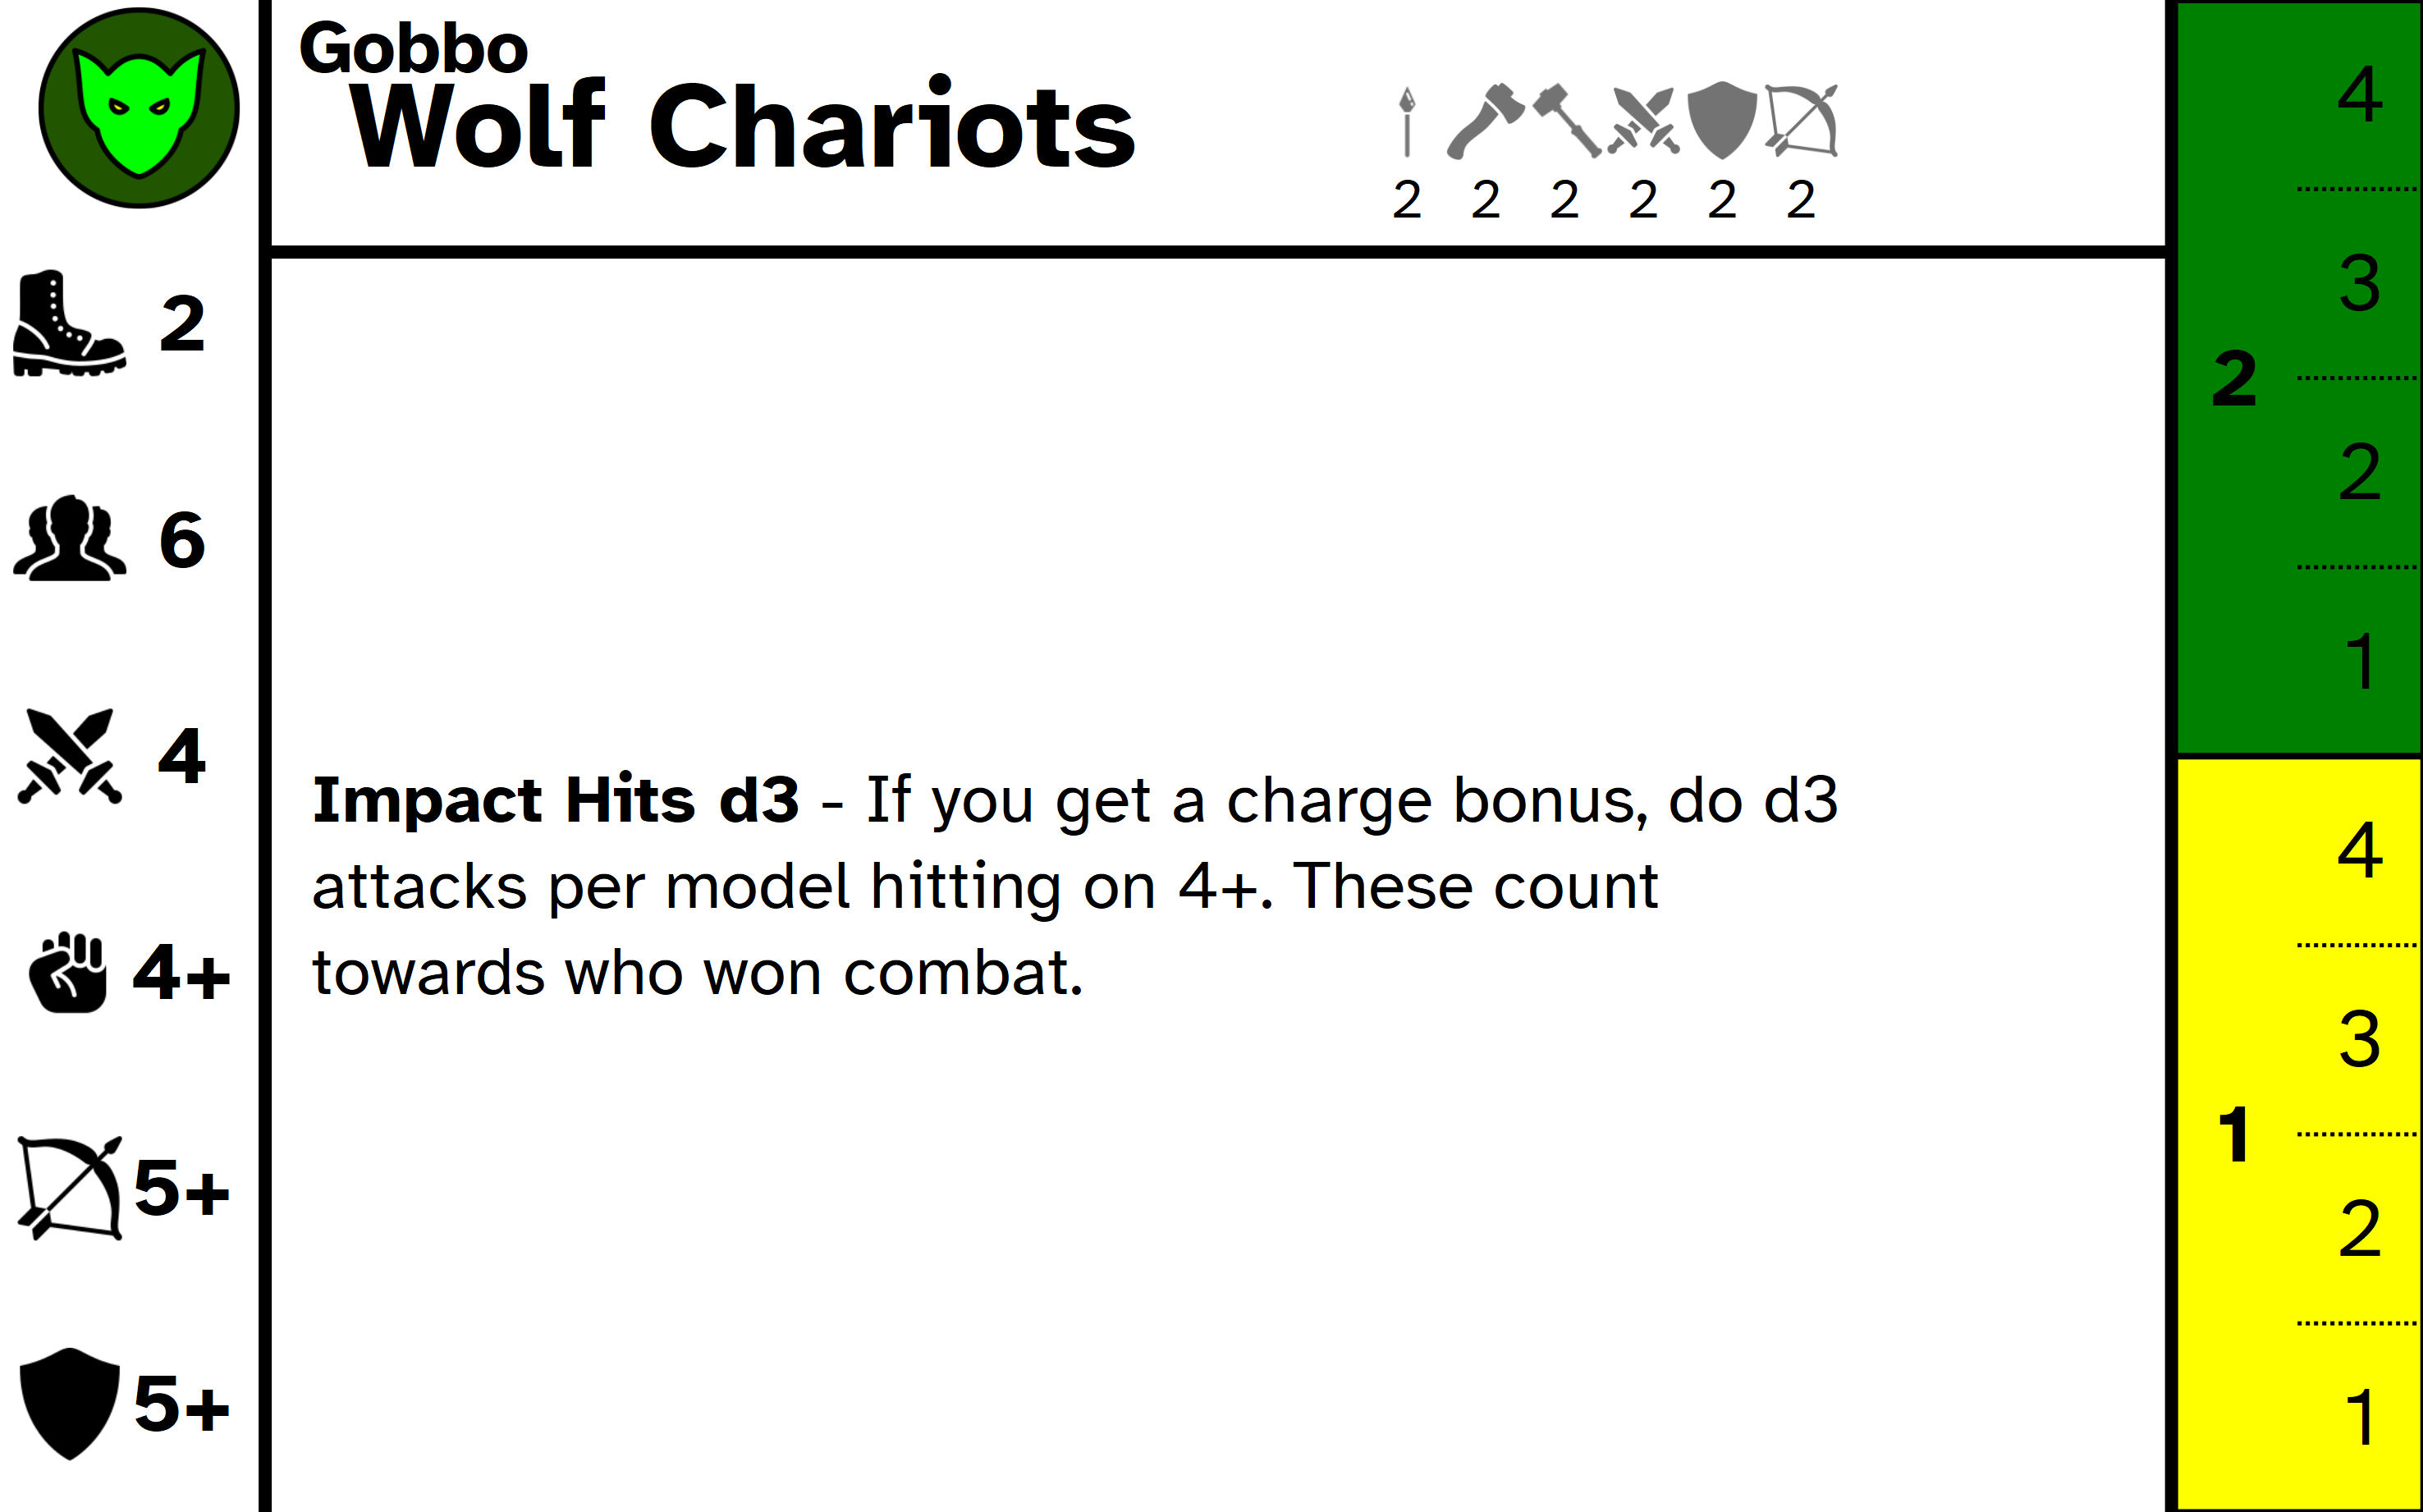 Gobbo
Wolf Chariots
2 2 2 2 2 2
2
6
4
4+
5+
5+
Impact Hits d3 - If you get a charge bonus, do d3
attacks per model hitting on 4+. These count
towards who won combat.
2
4
3
2
1
1
4
3
2
1